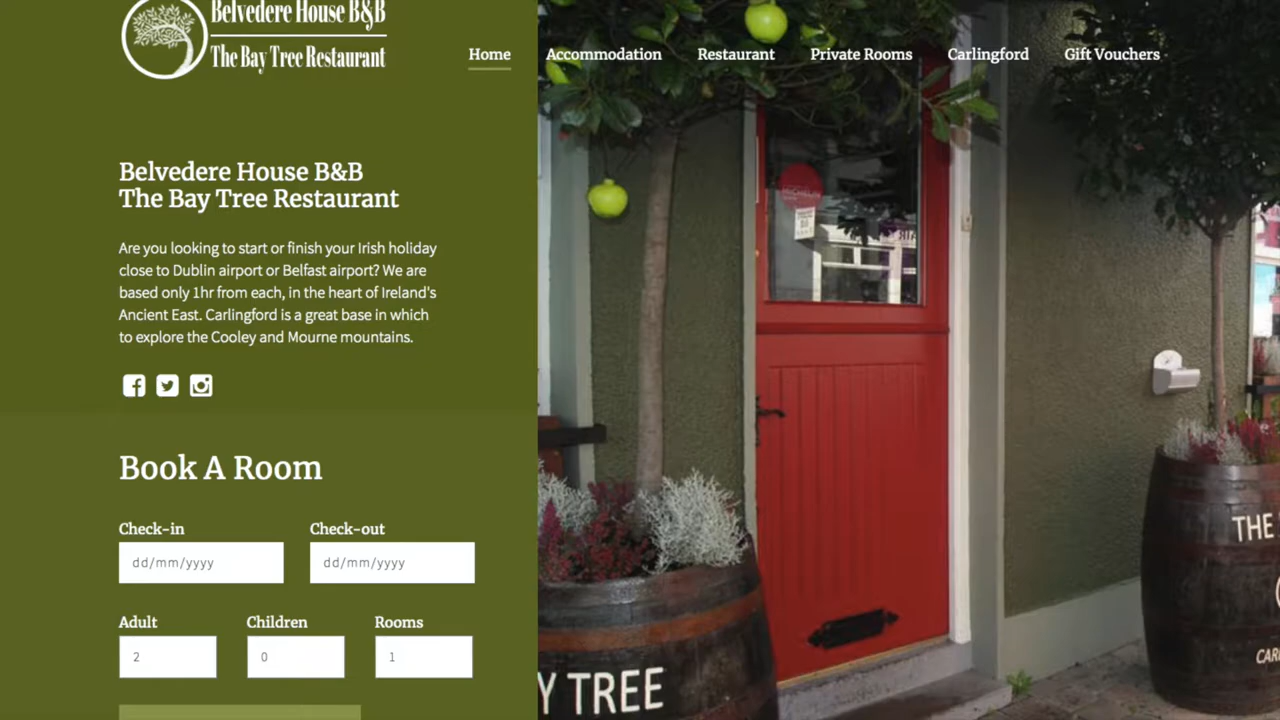 Belvedere House B&B
The Bay Tree Restaurant
Home Accommodation Restaurant Private Rooms Carlingford Gift Vouchers
Belvedere House B&B
The Bay Tree Restaurant
Are you looking to start or finish your Irish holiday
close to Dublin airport or Belfast airport? We are
based only 1hr from each, in the heart of Ireland's
Ancient East. Carlingford is a great base in which
to explore the Cooley and Mourne mountains.
Book A Room
Check-in Check-out
dd/mm/yyyy dd/mm/yyyy
Adult Children Rooms
2 0 1
MICHELIN
Y TREE
THE
CAR